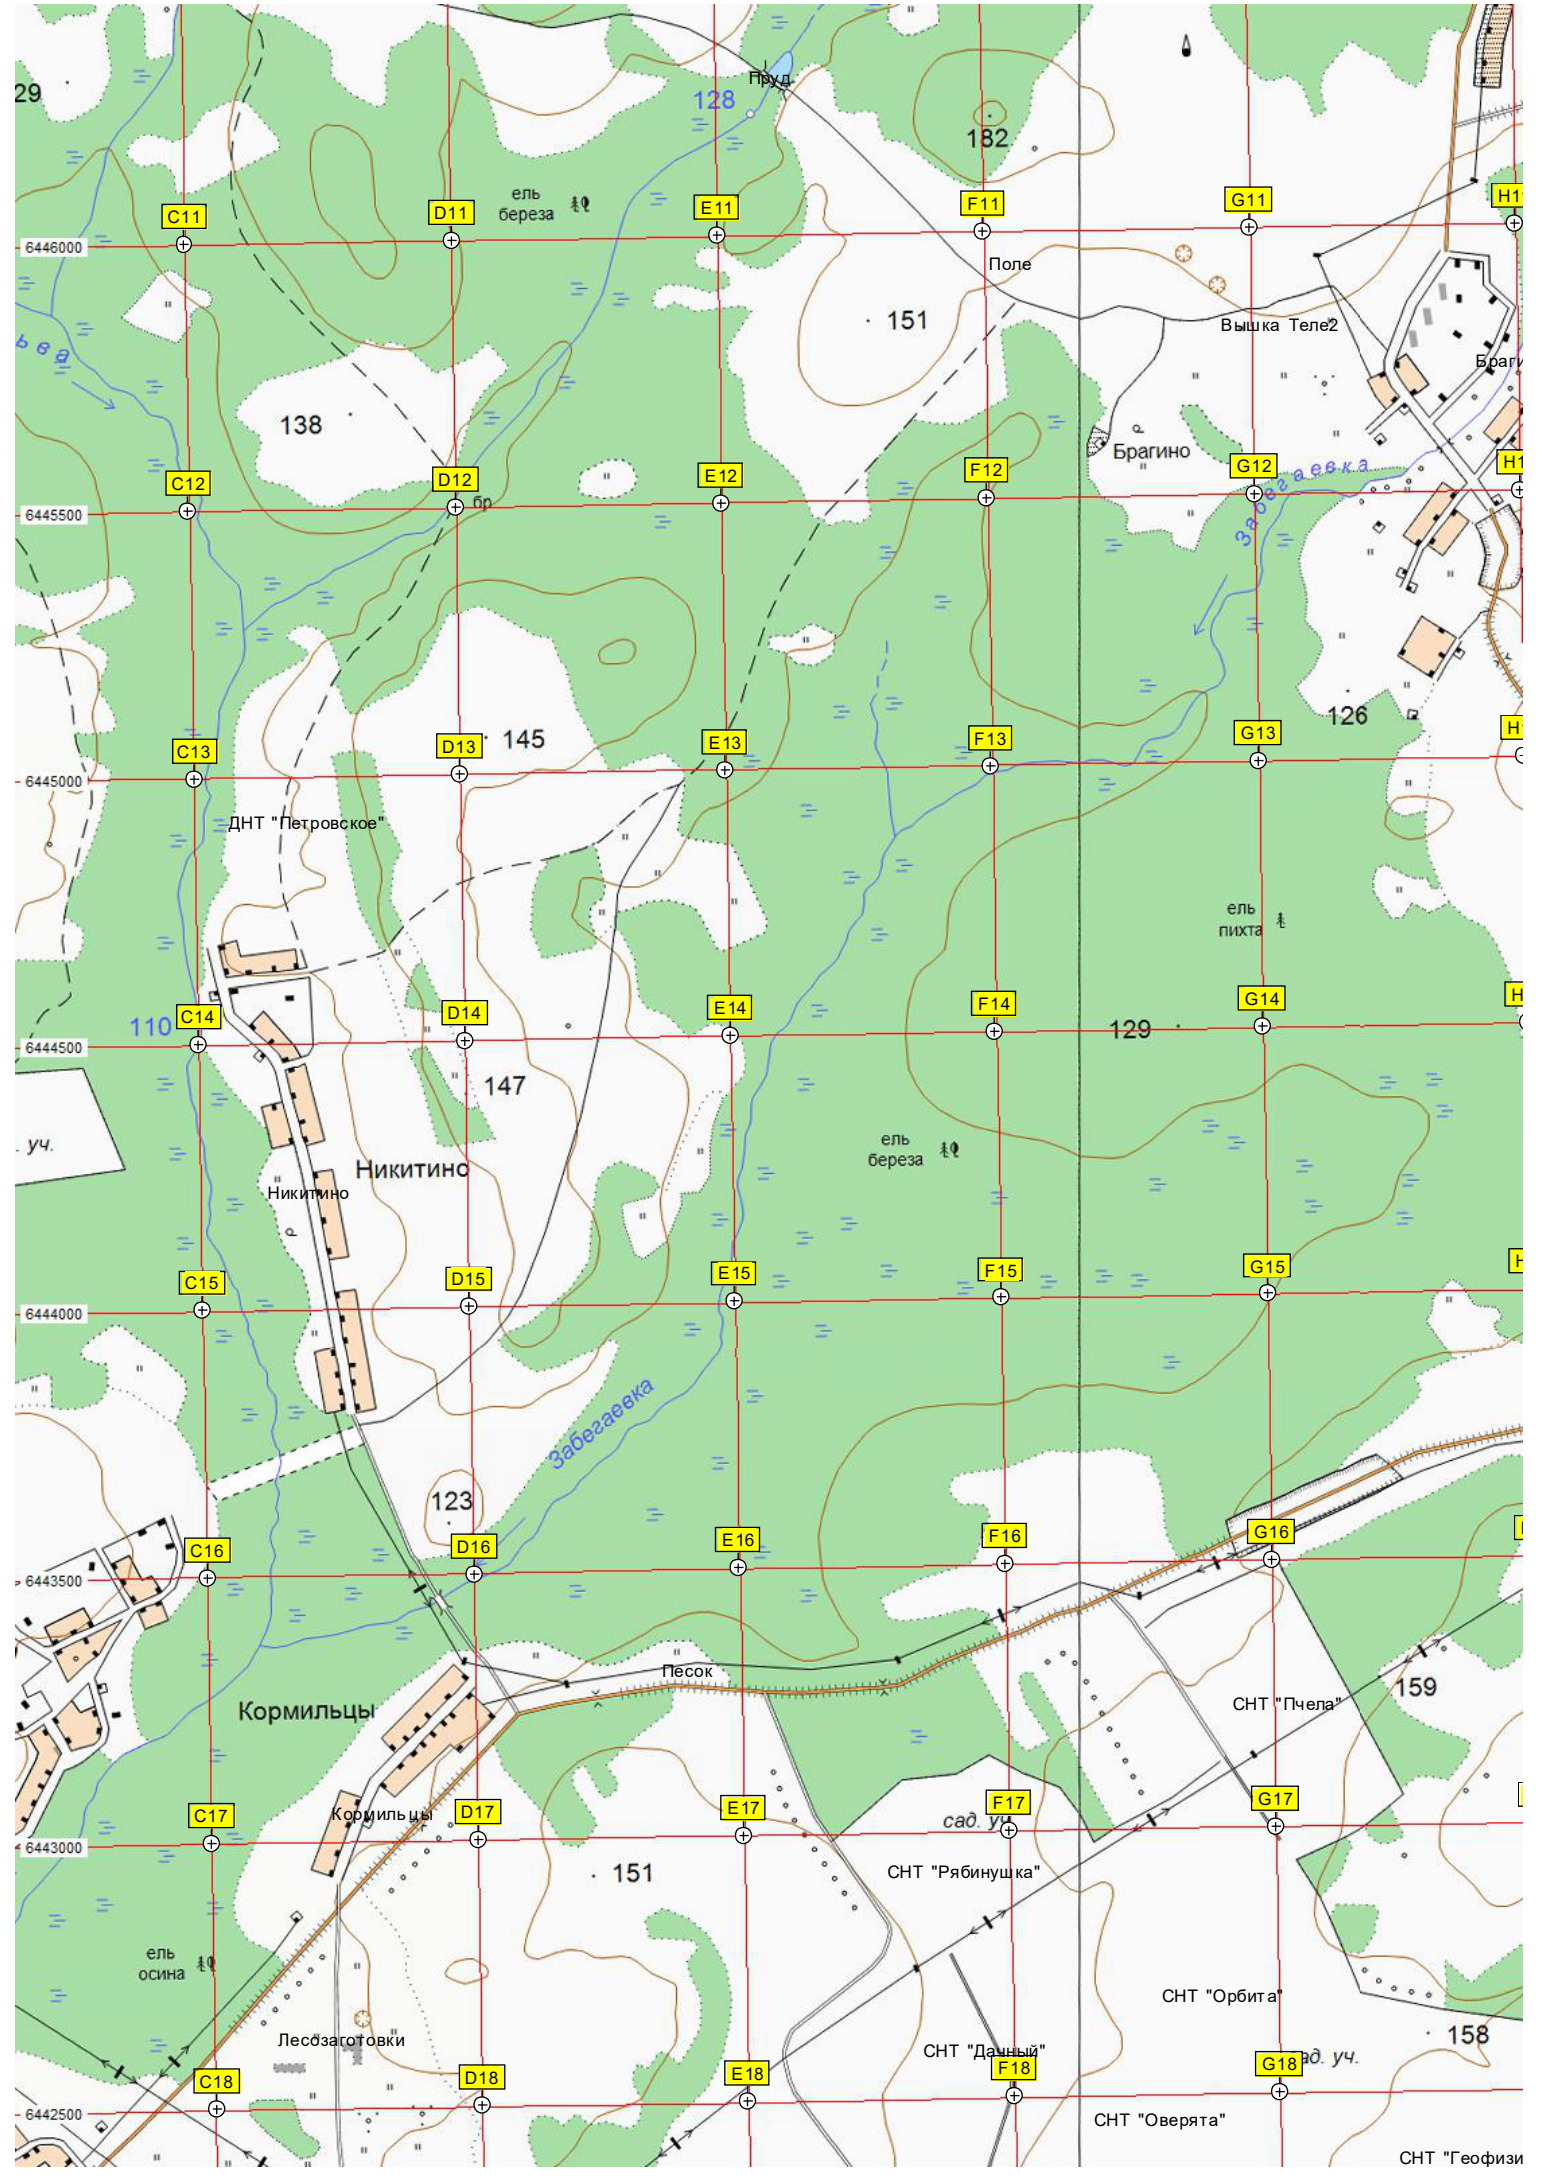 Пруд
29
128
182
ель
береза
C11
D11
E11
F11
G11
H1
6446000
Поле
151
Вышка Теле2
ьва
Браги
138
Брагино
C12
D12
E12
F12
G12
H1
бр
Забегаевка
6445500
126
C13
D13
145
E13
F13
G13
H
6445000
ДНТ "Петровское"
ель
пихта
C14
110
D14
E14
F14
G14
H
129
6444500
147
уч.
ель
береза
Никитино
Никитино
C15
D15
E15
F15
G15
H
6444000
Забегаевка
123
C16
D16
E16
F16
G16
6443500
Песок
159
СНТ "Пчела"
Кормильцы
Кормильцы
C17
D17
E17
F17
G17
сад. уч.
6443000
151
СНТ "Рябинушка"
ель
осина
СНТ "Орбита"
Лесозаготовки
СНТ "Дачный"
158
сад. уч.
C18
D18
E18
F18
G18
6442500
СНТ "Оверята"
СНТ "Геофизи